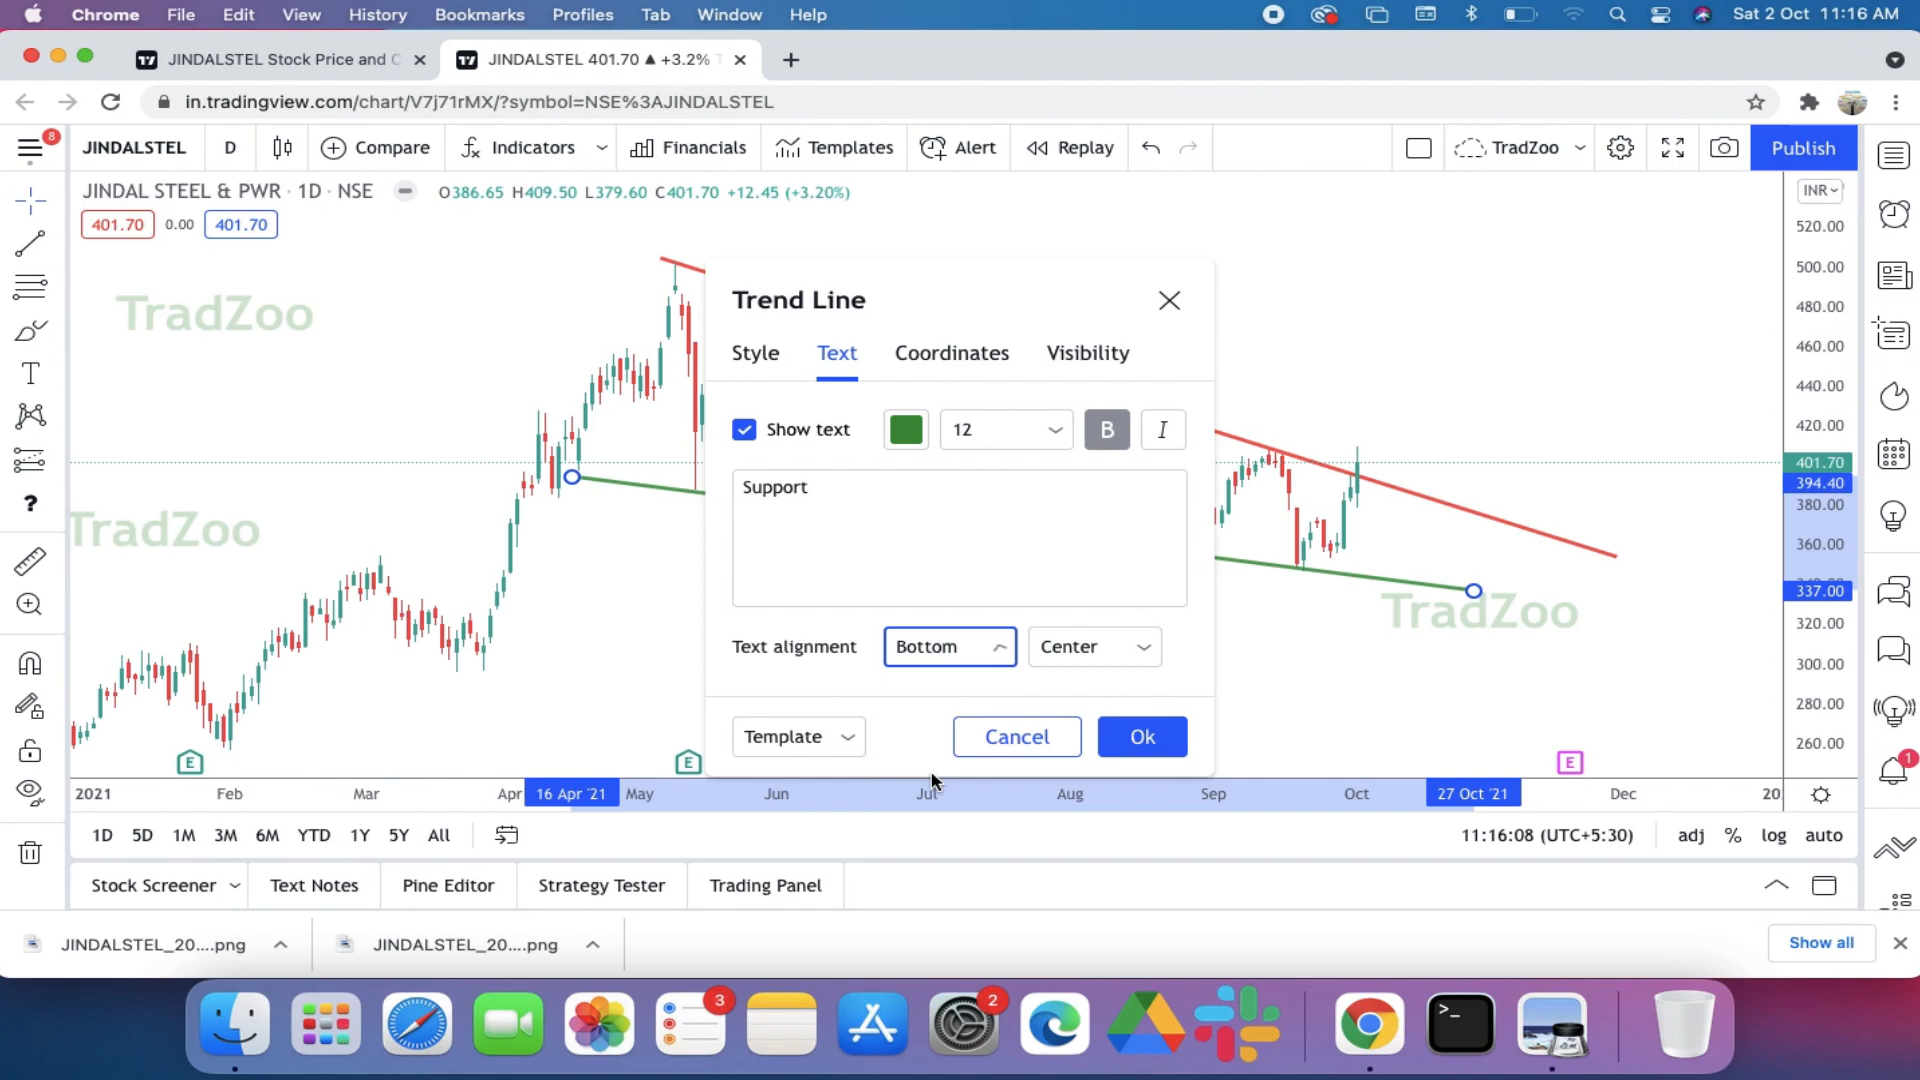 Chrome File Edit View History Bookmarks Profiles Tab Window Help Sat 2 Oct 11:16 AM
JINDALSTEL Stock Price and C JINDALSTEL 401.70 ▲ +3.2%
in.tradingview.com/chart/V7j71rMX/?symbol=NSE%3AJINDALSTEL
8
JINDALSTEL D Compare Indicators Financials Templates Alert Replay TradZoo Publish
JINDAL STEEL & PWR · 1D · NSE O386.65 H409.50 L379.60 C401.70 +12.45 (+3.20%) INR
401.70 0.00 401.70
520.00
500.00
480.00
460.00
440.00
420.00
401.70
394.40
380.00
360.00
337.00
320.00
300.00
280.00
260.00
TradZoo
TradZoo
TradZoo
Trend Line
Style Text Coordinates Visibility
Show text 12 B I
Support
Text alignment Bottom Center
Template Cancel Ok
E E E
1
2021 Feb Mar Apr 16 Apr '21 May Jun Jul Aug Sep Oct 27 Oct '21 Dec 20
1D 5D 1M 3M 6M YTD 1Y 5Y All 11:16:08 (UTC+5:30) adj % log auto
Stock Screener Text Notes Pine Editor Strategy Tester Trading Panel
JINDALSTEL_20....png JINDALSTEL_20....png Show all
3 2